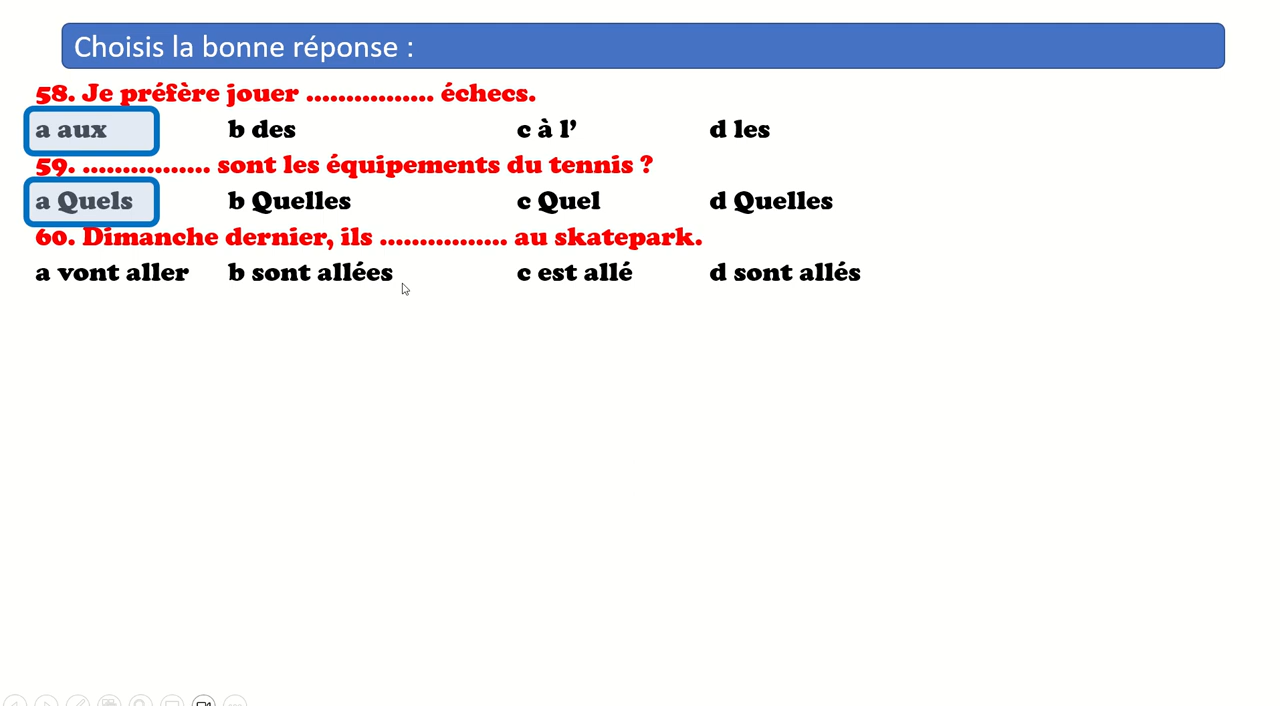 Choisis la bonne réponse :
58. Je préfère jouer ................ échecs.
a aux b des c à l’ d les
59. ................ sont les équipements du tennis ?
a Quels b Quelles c Quel d Quelles
60. Dimanche dernier, ils ................ au skatepark.
a vont aller b sont allées c est allé d sont allés